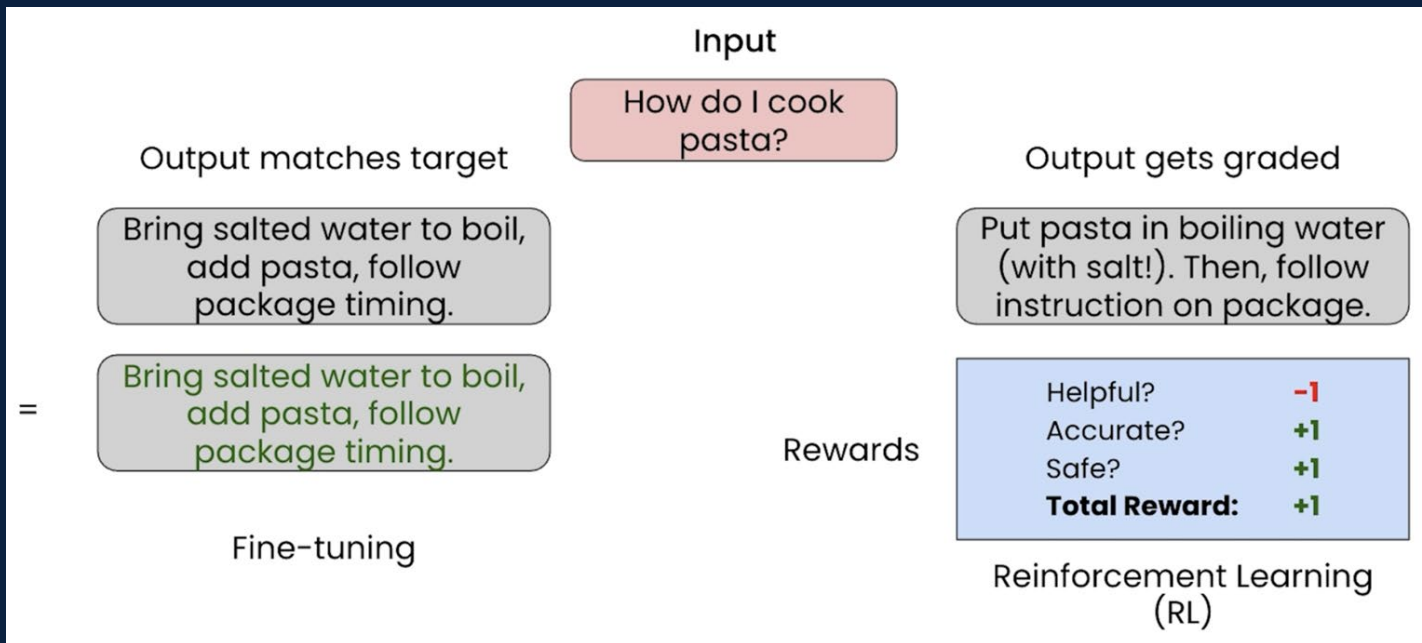 Input
How do I cook
pasta?
Output matches target
Bring salted water to boil,
add pasta, follow
package timing.
=
Bring salted water to boil,
add pasta, follow
package timing.
Fine-tuning
Output gets graded
Put pasta in boiling water
(with salt!). Then, follow
instruction on package.
Rewards
Helpful? -1
Accurate? +1
Safe? +1
Total Reward: +1
Reinforcement Learning
(RL)